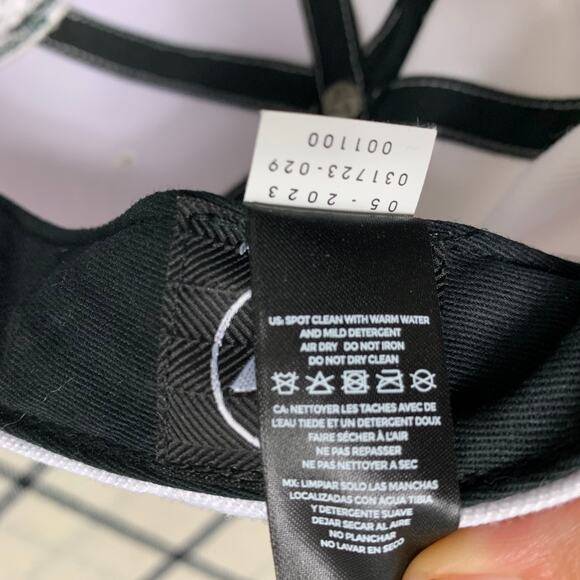 05 - 2023
031723-029
001100
US: SPOT CLEAN WITH WARM WATER
AND MILD DETERGENT
AIR DRY DO NOT IRON
DO NOT DRY CLEAN
CA: NETTOYER LES TACHES AVEC DE
L'EAU TIEDE ET UN DETERGENT DOUX
FAIRE SÉCHER À L'AIR
NE PAS REPASSER
NE PAS NETTOYER A SEC
MX: LIMPIAR SOLO LAS MANCHAS
LOCALIZADAS CON AGUA TIBIA
Y DETERGENTE SUAVE
DEJAR SECAR AL AIRE
NO PLANCHAR
NO LAVAR EN SECO